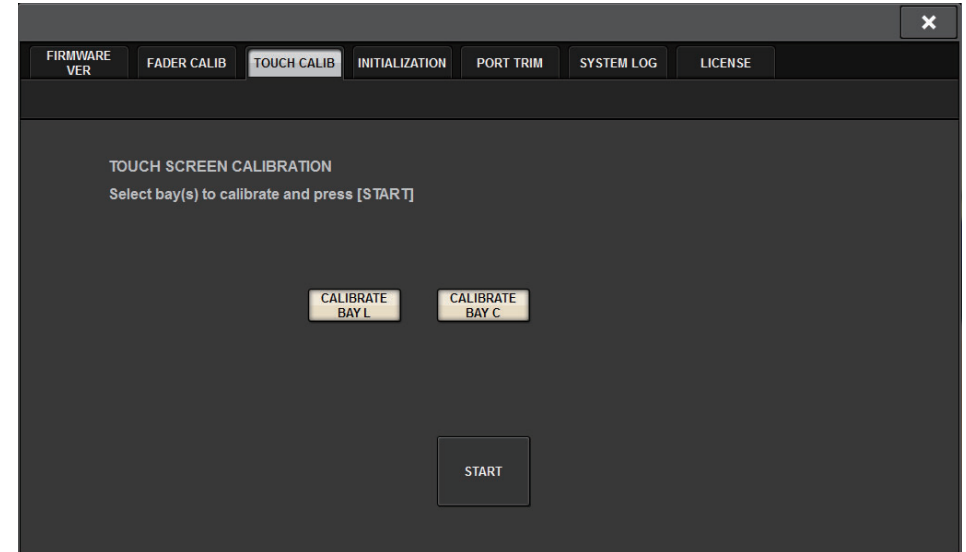 FIRMWARE
VER
FADER CALIB
TOUCH CALIB
INITIALIZATION
PORT TRIM
SYSTEM LOG
LICENSE
TOUCH SCREEN CALIBRATION
Select bay(s) to calibrate and press [START]
CALIBRATE
BAY L
CALIBRATE
BAY C
START